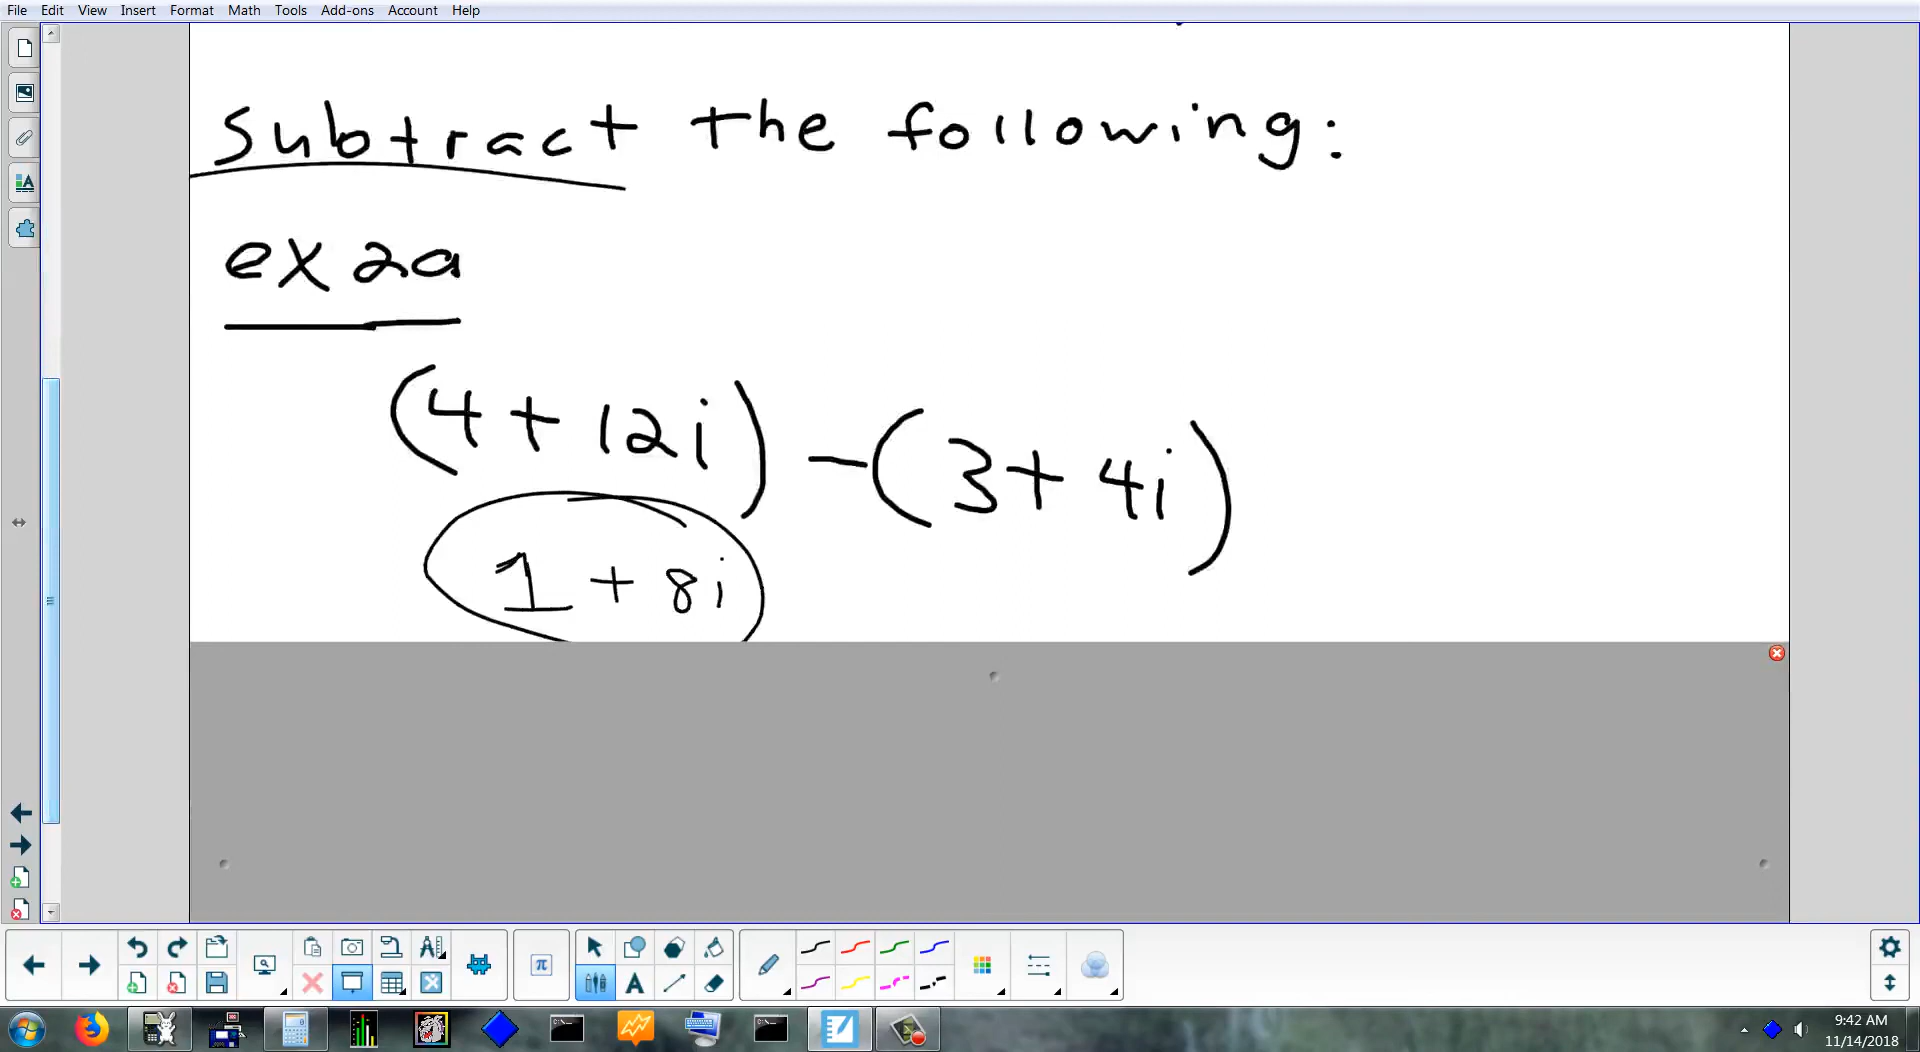 File Edit View Insert Format Math Tools Add-ons Account Help
Subtract the following:
ex 2a
(4 + 12i) - (3 + 4i)
1 + 8i
9:42 AM
11/14/2018